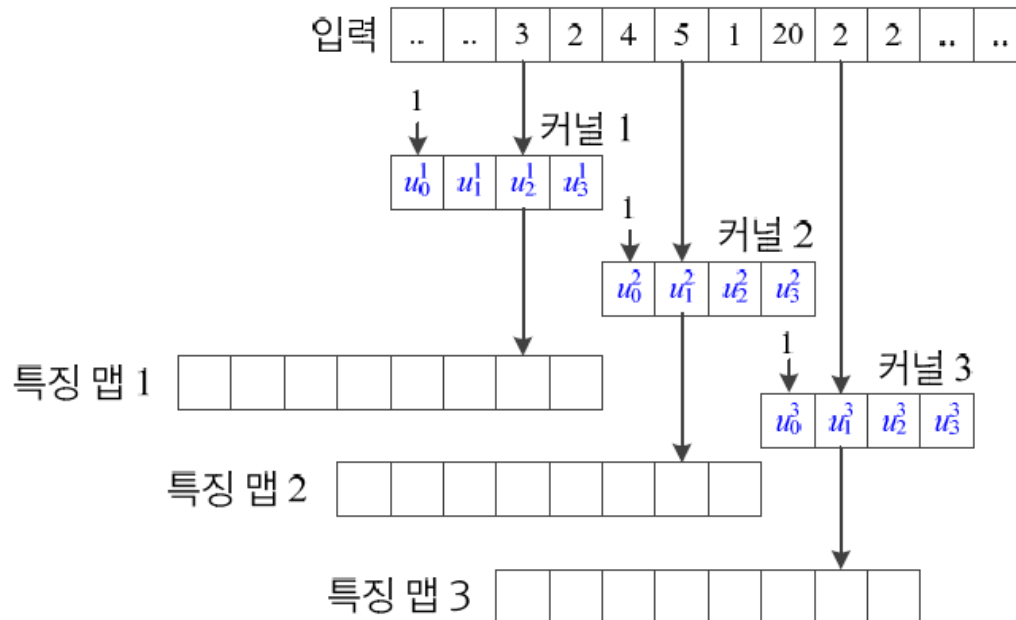 입력 .. .. 3 2 4 5 1 20 2 2 .. ..
1
커널 1
u₀¹ u₁¹ u₂¹ u₃¹
1
커널 2
u₀² u₁² u₂² u₃²
1
커널 3
특징 맵 1
u₀³ u₁³ u₂³ u₃³
특징 맵 2
특징 맵 3